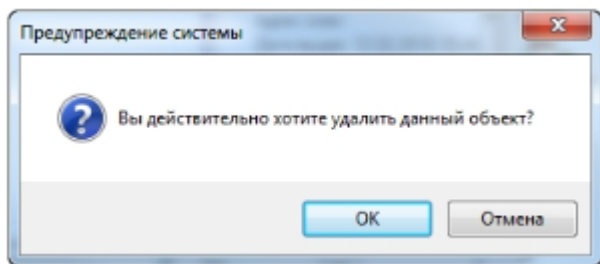 Предупреждение системы
Вы действительно хотите удалить данный объект?
OK
Отмена